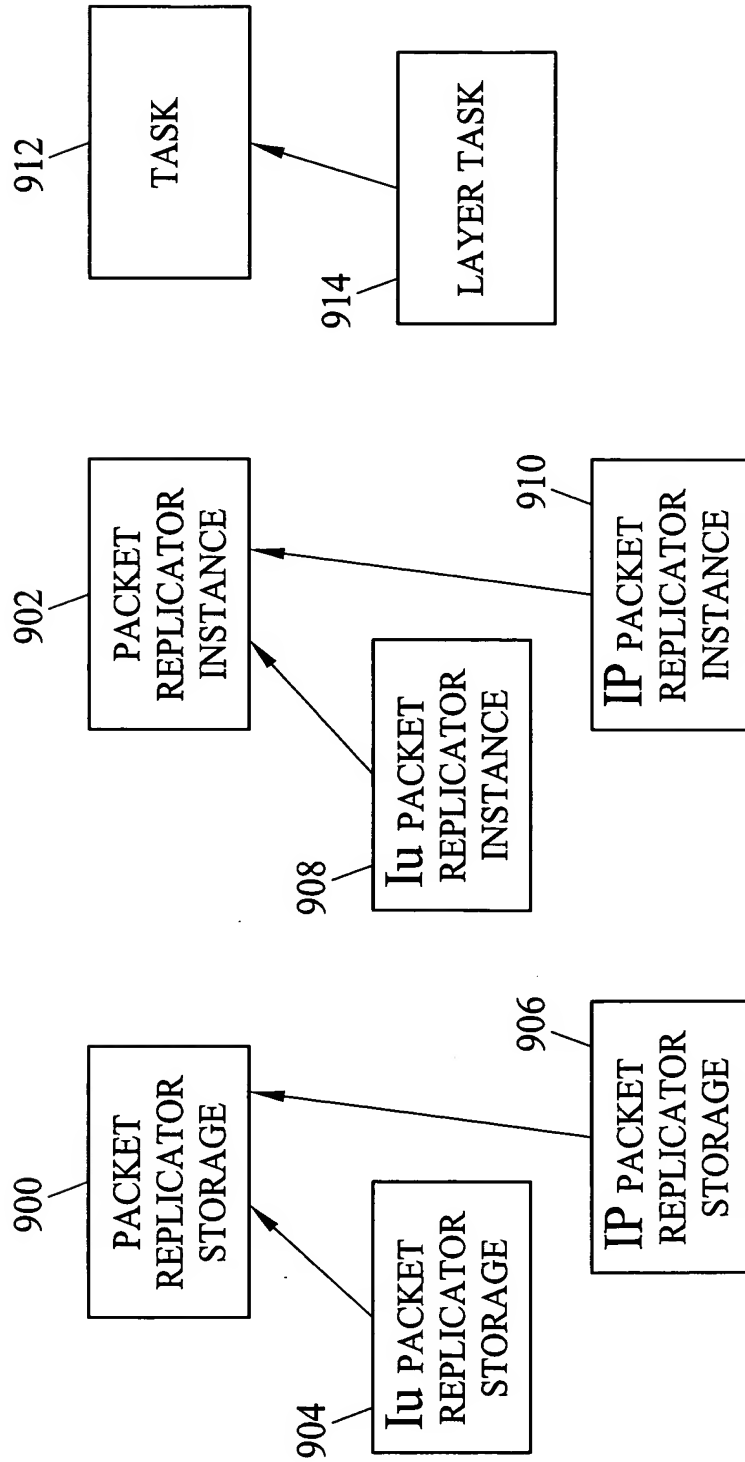 900
PACKET
REPLICATOR
STORAGE
902
PACKET
REPLICATOR
INSTANCE
912
TASK
904
Iu PACKET
REPLICATOR
STORAGE
908
Iu PACKET
REPLICATOR
INSTANCE
914
LAYER TASK
906
IP PACKET
REPLICATOR
STORAGE
910
IP PACKET
REPLICATOR
INSTANCE